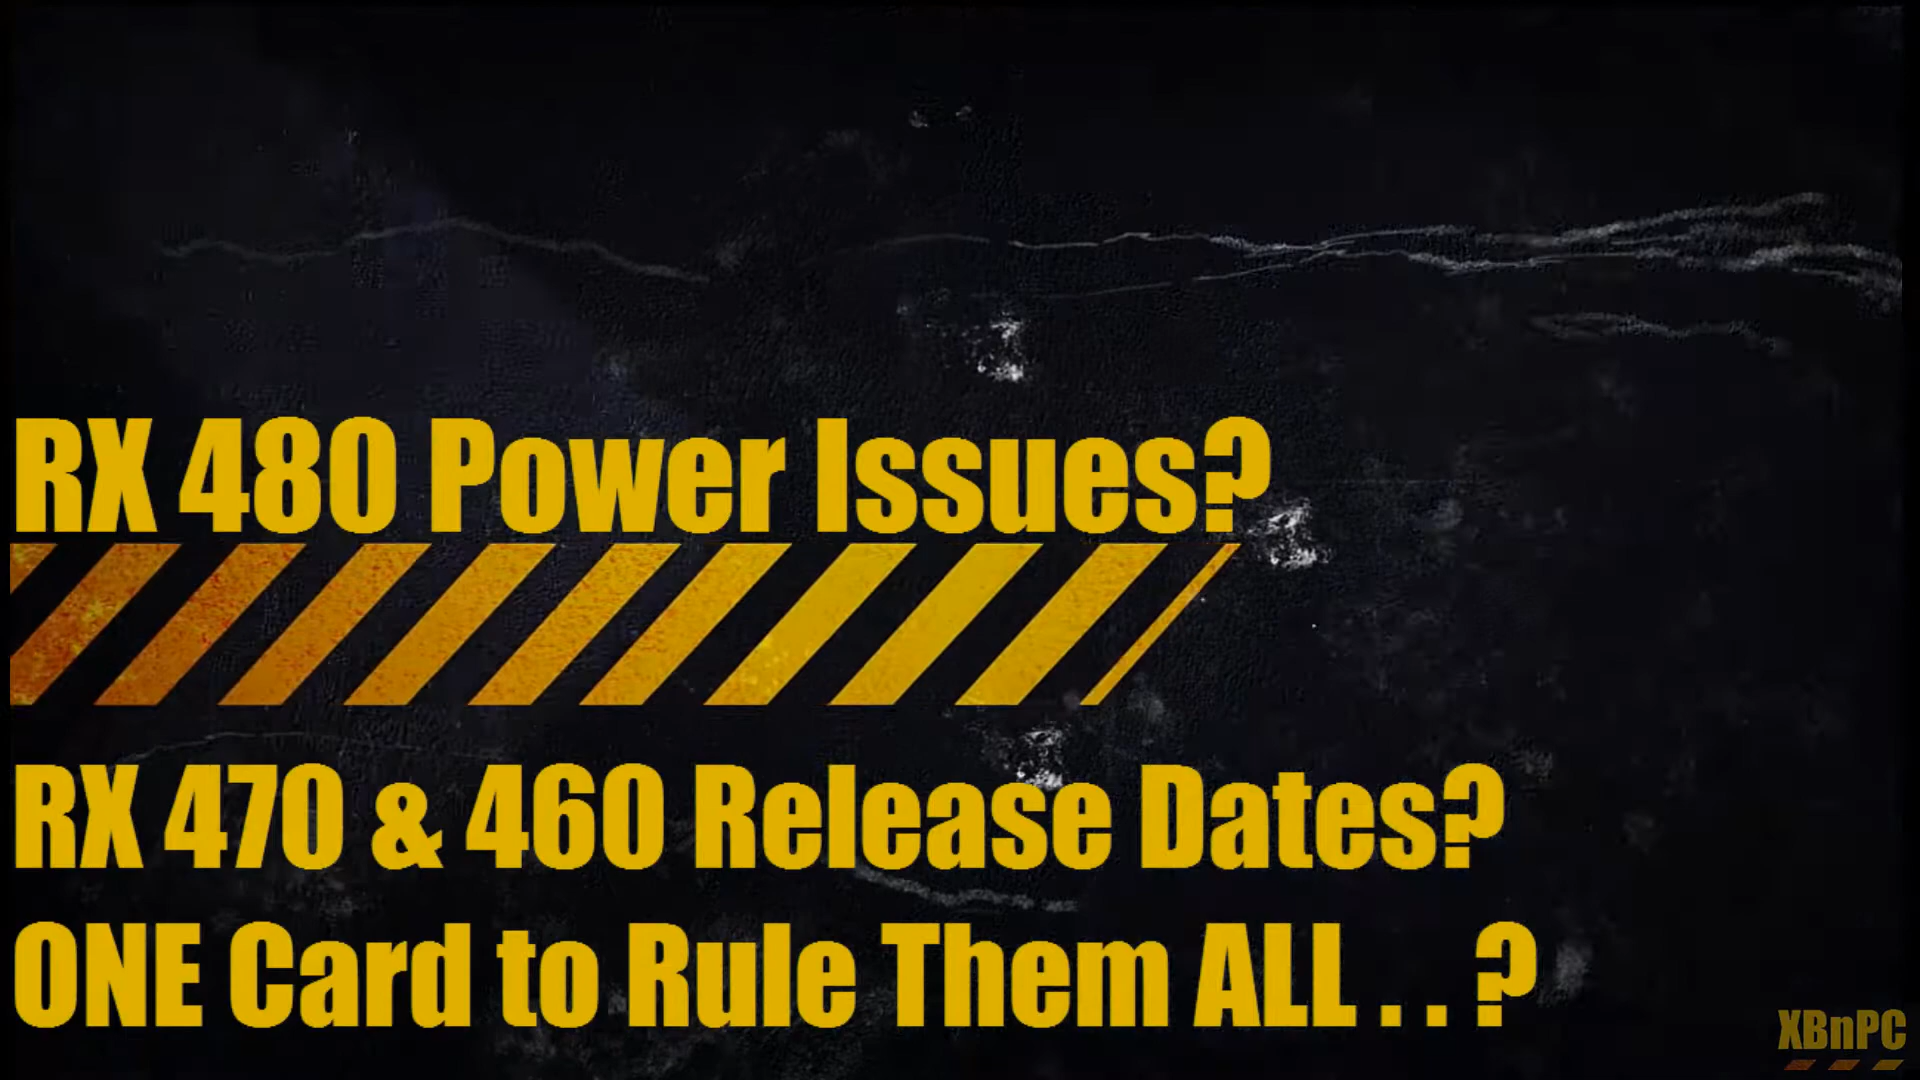 RX 480 Power Issues?
RX 470 & 460 Release Dates?
ONE Card to Rule Them ALL . . ?
XBnPC